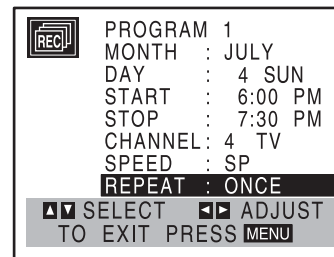 REC
PROGRAM 1
MONTH : JULY
DAY : 4 SUN
START : 6:00 PM
STOP : 7:30 PM
CHANNEL: 4 TV
SPEED : SP
REPEAT : ONCE
▲▼ SELECT ◀▶ ADJUST
TO EXIT PRESS MENU